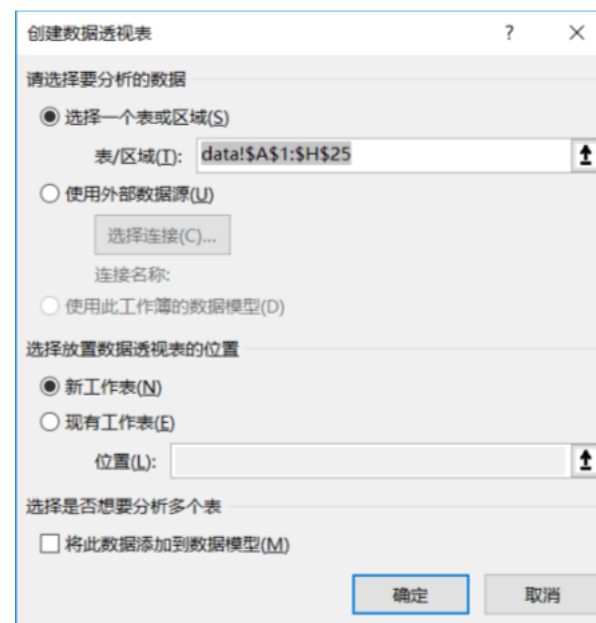 创建数据透视表 ?
请选择要分析的数据
选择一个表或区域(S)
表/区域(T): data!$A$1:$H$25
使用外部数据源(U)
选择连接(C)...
连接名称:
使用此工作簿的数据模型(D)
选择放置数据透视表的位置
新工作表(N)
现有工作表(E)
位置(L):
选择是否想要分析多个表
将此数据添加到数据模型(M)
确定 取消